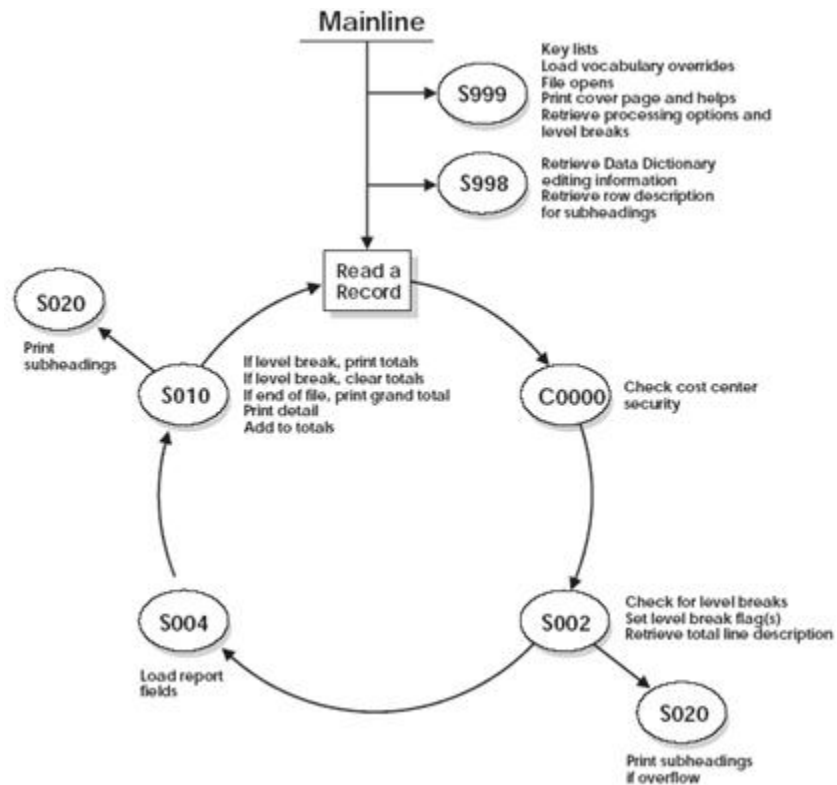 Mainline
S999
Key lists
Load vocabulary overrides
File opens
Print cover page and helps
Retrieve processing options and
level breaks
S998
Retrieve Data Dictionary
editing information
Retrieve row description
for subheadings
Read a
Record
S020
Print
subheadings
S010
If level break, print totals
If level break, clear totals
If end of file, print grand total
Print detail
Add to totals
C0000
Check cost center
security
S004
Load report
fields
S002
Check for level breaks
Set level break flag(s)
Retrieve total line description
S020
Print subheadings
if overflow